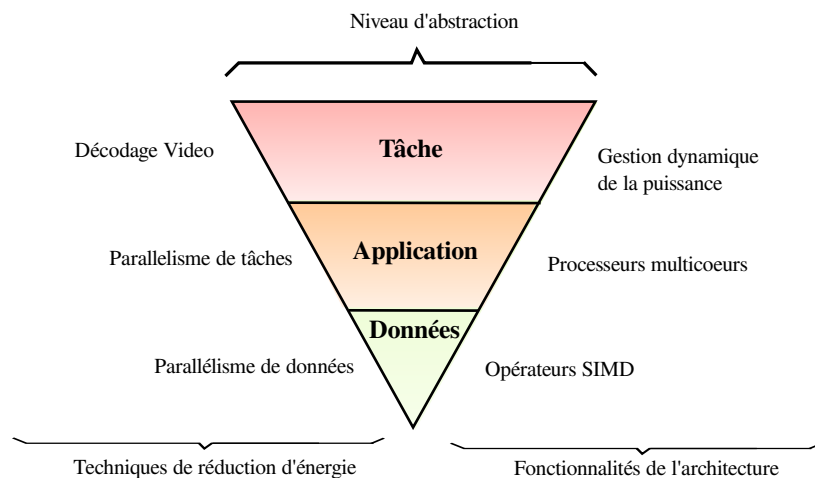 Niveau d'abstraction
Tâche
Décodage Video
Gestion dynamique
de la puissance
Application
Parallelisme de tâches
Processeurs multicoeurs
Données
Parallélisme de données
Opérateurs SIMD
Techniques de réduction d'énergie
Fonctionnalités de l'architecture